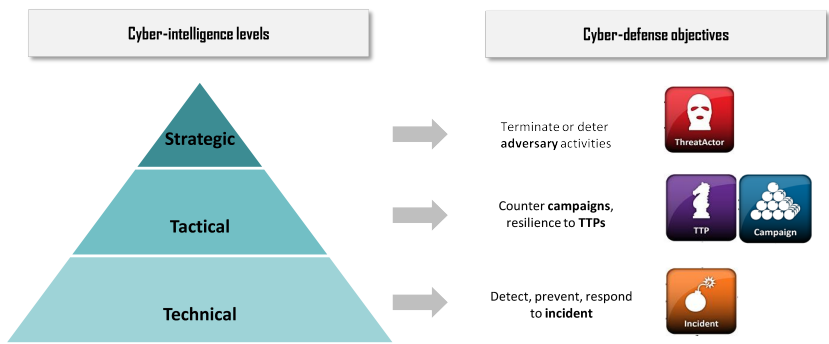 Cyber-intelligence levels
Cyber-defense objectives
Strategic
Terminate or deter
adversary activities
ThreatActor
Tactical
Counter campaigns,
resilience to TTPs
TTP
Campaign
Technical
Detect, prevent, respond
to incident
Incident